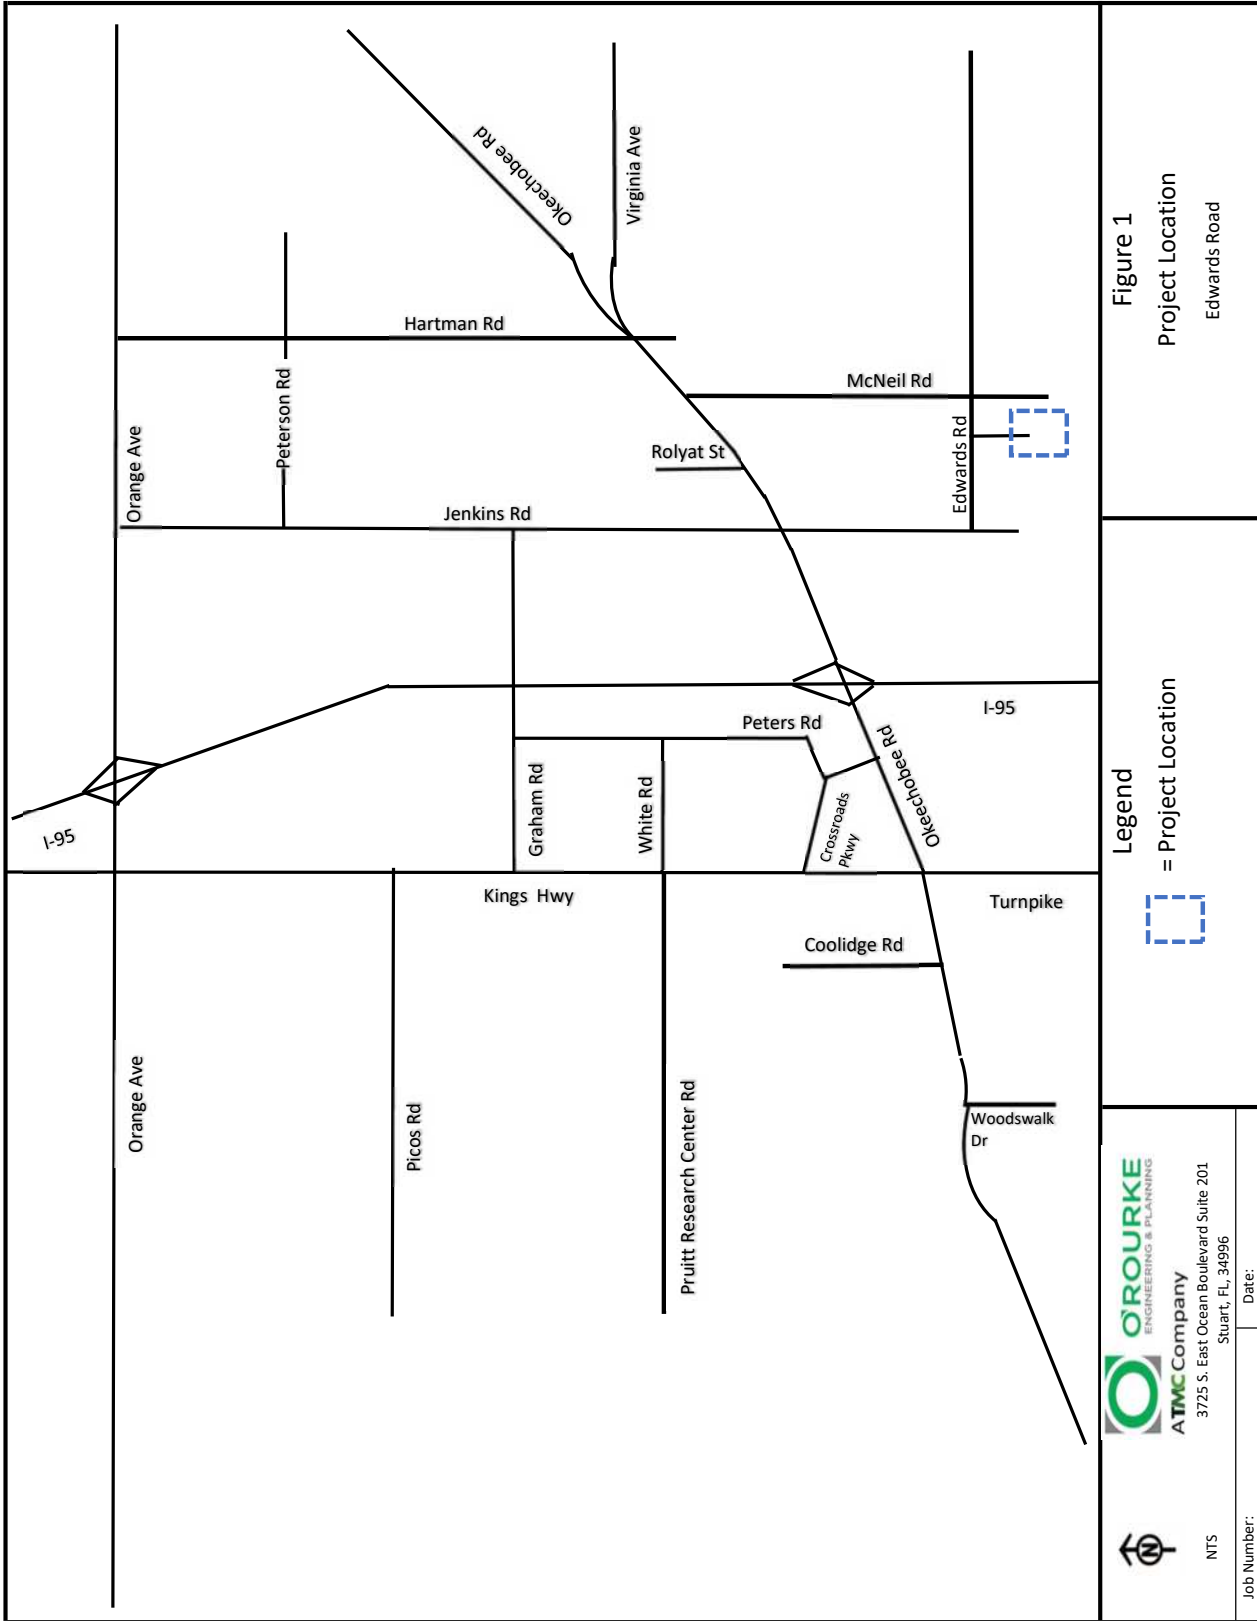 Okeechobee Rd
Virginia Ave
Hartman Rd
Peterson Rd
Orange Ave
McNeil Rd
Rolyat St
Edwards Rd
Jenkins Rd
I-95
Peters Rd
I-95
Okeechobee Rd
Graham Rd
White Rd
Crossroads
Pkwy
Kings Hwy
Turnpike
Coolidge Rd
Orange Ave
Picos Rd
Pruitt Research Center Rd
Woodswalk
Dr
Figure 1
Project Location
Edwards Road
Legend
= Project Location
O'ROURKE
ENGINEERING & PLANNING
A TMC Company
3725 S. East Ocean Boulevard Suite 201
Stuart, FL, 34996
N
NTS
Job Number:
Date: